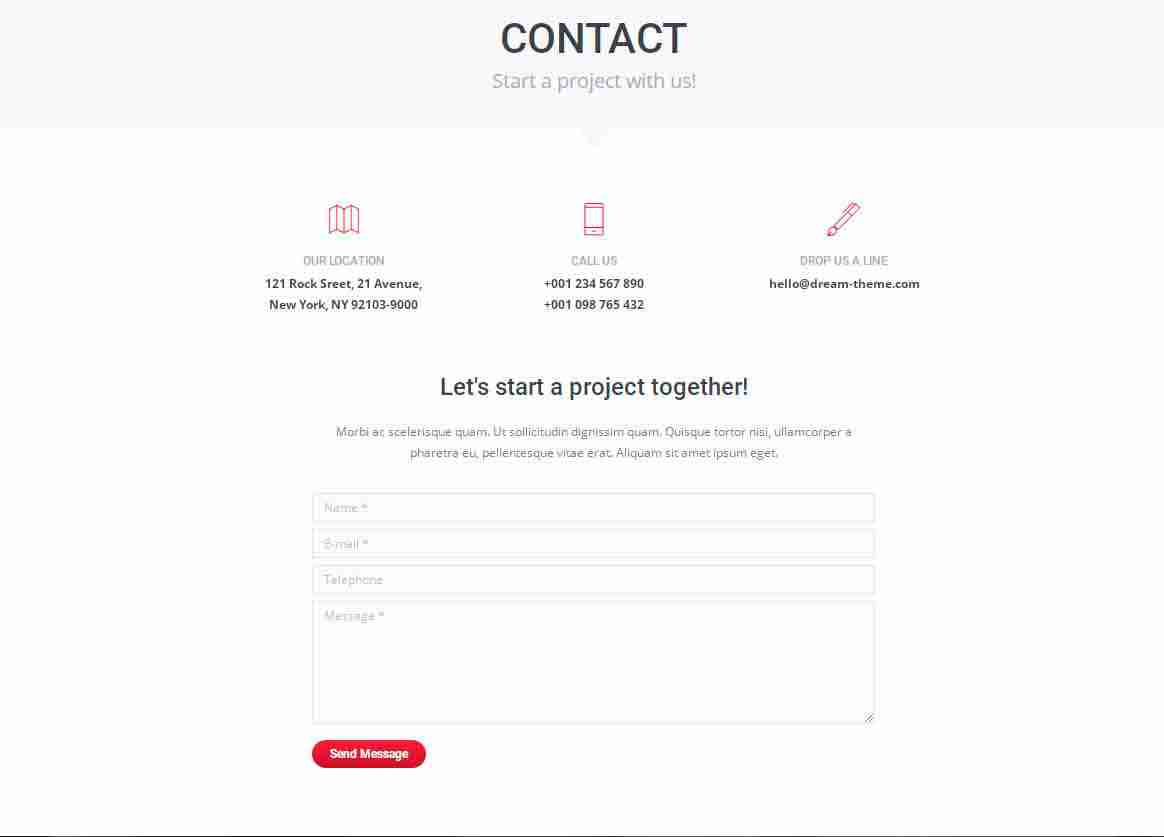 CONTACT
Start a project with us!
OUR LOCATION
121 Rock Sreet, 21 Avenue,
New York, NY 92103-9000
CALL US
+001 234 567 890
+001 098 765 432
DROP US A LINE
hello@dream-theme.com
Let's start a project together!
Morbi ac scelerisque quam. Ut sollicitudin dignissim quam. Quisque tortor nisi, ullamcorper a
pharetra eu, pellentesque vitae erat. Aliquam sit amet ipsum eget.
Name *
E-mail *
Telephone
Message *
Send Message